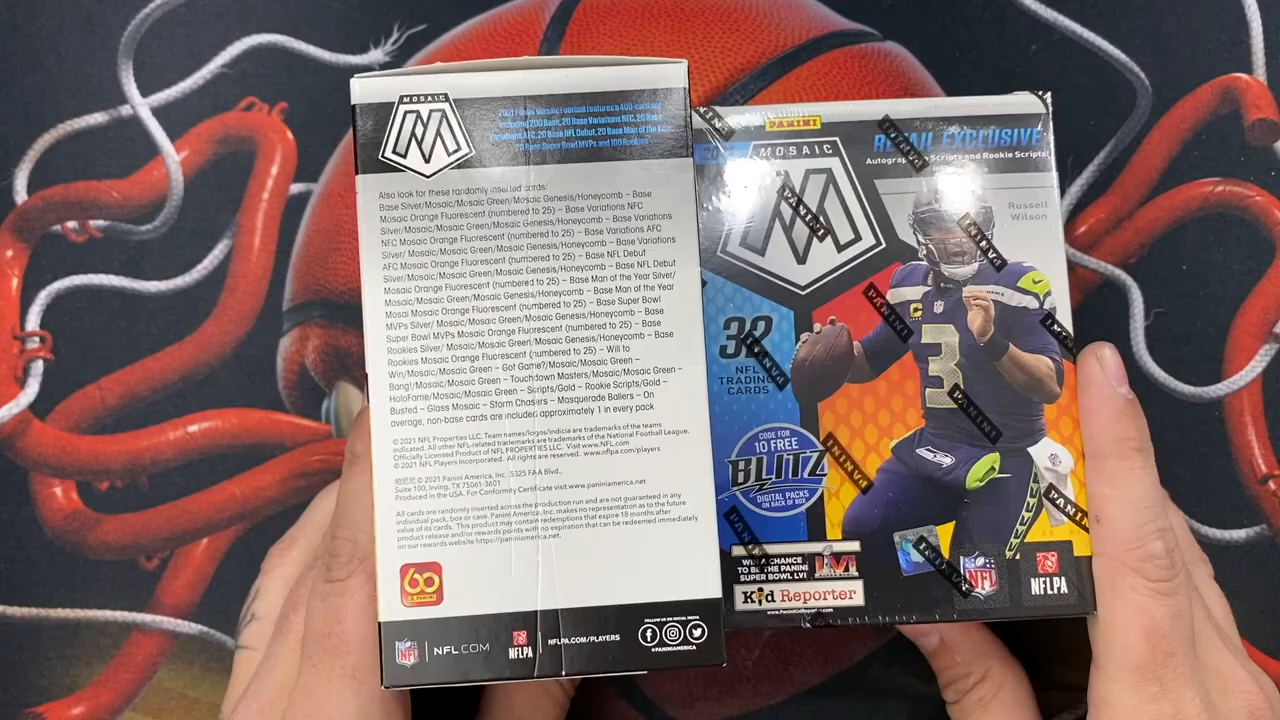 MOSAIC
2021 Panini Mosaic Football features a 400-card set
including 200 Base, 20 Base Variations NFC, 20 Base
Variations AFC, 20 Base NFL Debut, 20 Base Man of the Year,
20 Base Super Bowl MVPs and 100 Rookies
Also look for these randomly inserted cards:
Base Silver/Mosaic/Mosaic Green/Mosaic Genesis/Honeycomb – Base
Mosaic Orange Fluorescent (numbered to 25) – Base Variations NFC
Silver/Mosaic/Mosaic Green/Mosaic Genesis/Honeycomb – Base Variations
NFC Mosaic Orange Fluorescent (numbered to 25) – Base Variations AFC
Silver/ Mosaic/Mosaic Green/Mosaic Genesis/Honeycomb – Base Variations
AFC Mosaic Orange Fluorescent (numbered to 25) – Base NFL Debut
Silver/Mosaic/Mosaic Green/Mosaic Genesis/Honeycomb – Base NFL Debut
Mosaic Orange Fluorescent (numbered to 25) – Base Man of the Year Silver/
Mosaic/Mosaic Green/Mosaic Genesis/Honeycomb – Base Man of the Year
Mosai Orange Fluorescent (numbered to 25) – Base Super Bowl
MVPs Silver/ Mosaic/Mosaic Green/Mosaic Genesis/Honeycomb – Base
Super Bowl MVPs Mosaic Orange Fluorescent (numbered to 25) – Base
Rookies Silver/ Mosaic/Mosaic Green/Mosaic Genesis/Honeycomb – Base
Rookies Mosaic Orange Fluorescent (numbered to 25) – Will to
Win/Mosaic/Mosaic Green – Got Game?/Mosaic/Mosaic Green –
Bang!/Mosaic/Mosaic Green – Touchdown Masters/Mosaic/Mosaic Green –
HoloFame/Mosaic/Mosaic Green – Scripts/Gold – Rookie Scripts/Gold –
Busted – Glass Mosaic – Storm Chasers – Masquerade Ballers – On
average, non-base cards are included approximately 1 in every pack
© 2021 NFL Properties LLC. Team names/logos/indicia are trademarks of the teams
indicated. All other NFL-related trademarks are trademarks of the National Football League.
Officially Licensed Product of NFL PROPERTIES LLC. Visit www.NFL.com
© 2021 NFL Players Incorporated. All rights are reserved. www.nflpa.com/players
帕尼尼 © 2021 Panini America, Inc. 5325 FAA Blvd.,
Suite 100, Irving, TX 75061-3601
Produced in the USA. For Conformity Certificate visit www.paniniamerica.net
All cards are randomly inserted across the production run and are not guaranteed in any
individual pack, box or case. Panini America, Inc. makes no representation as to the future
value of its cards. This product may contain redemptions that expire 18 months after
product release and/or rewards points with no expiration that can be redeemed immediately
on our rewards website https://paniniamerica.net.
60
PANINI
NFL
NFL.COM
NFLPA
NFLPA.COM/PLAYERS
FOLLOW US ON SOCIAL MEDIA
@PANINIAMERICA
PANINI
MOSAIC
RETAIL EXCLUSIVE
Scripts and Rookie Scripts!
Russell
Wilson
C
3
NFL
TRADING
CARDS
CODE FOR
10 FREE
BLITZ
DIGITAL PACKS
ON BACK OF BOX
WIN A CHANCE
TO BE THE PANINI
SUPER BOWL LVI
LVI
Kid Reporter
NFL
NFLPA
PANINI
PANINI
PANINI
PANINI
PANINI
PANINI
PANINI
PANINI